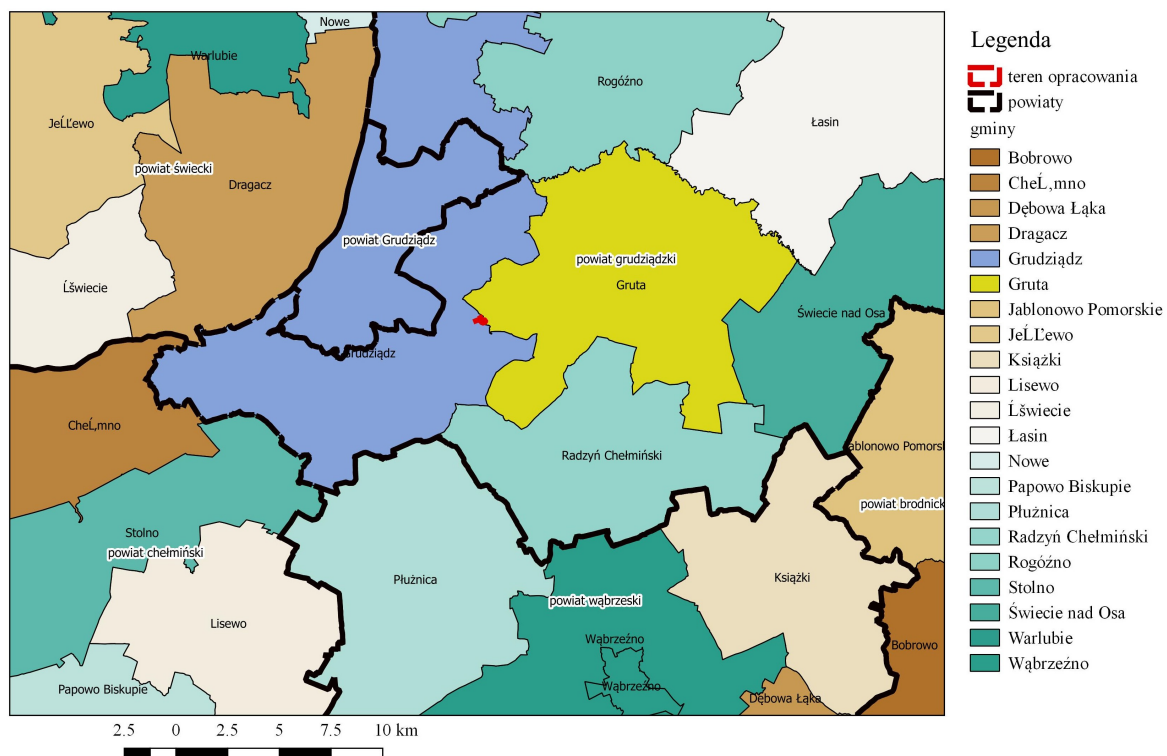 Nowe
Warlubie
Rogóźno
JeĹĽewo
Łasin
powiat świecki
Dragacz
powiat Grudziądz
powiat grudziądzki
Gruta
Ĺšwiecie
Świecie nad Osa
Grudziądz
CheĹ‚mno
Radzyń Chełmiński
Jablonowo Pomorsk
powiat brodnick
Stolno
powiat chełmiński
Płużnica
Książki
powiat wąbrzeski
Lisewo
Wąbrzeźno
Bobrowo
Papowo Biskupie
Wąbrzeźno
Dębowa Łąka
2.5 0 2.5 5 7.5 10 km
Legenda
teren opracowania
powiaty
gminy
Bobrowo
CheĹ‚mno
Dębowa Łąka
Dragacz
Grudziądz
Gruta
Jablonowo Pomorskie
JeĹĽewo
Książki
Lisewo
Ĺšwiecie
Łasin
Nowe
Papowo Biskupie
Płużnica
Radzyń Chełmiński
Rogóźno
Stolno
Świecie nad Osa
Warlubie
Wąbrzeźno